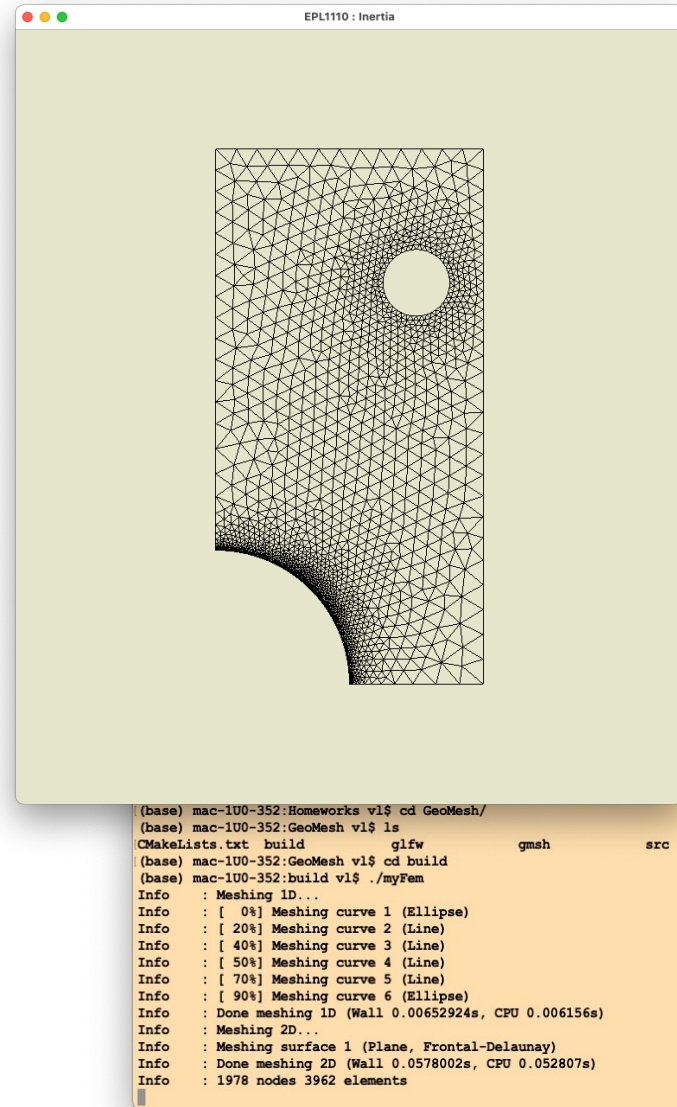 EPL1110 : Inertia
(base) mac-1U0-352:Homeworks vl$ cd GeoMesh/
(base) mac-1U0-352:GeoMesh vl$ ls
CMakeLists.txt build glfw gmsh src
(base) mac-1U0-352:GeoMesh vl$ cd build
(base) mac-1U0-352:build vl$ ./myFem
Info : Meshing 1D...
Info : [ 0%] Meshing curve 1 (Ellipse)
Info : [ 20%] Meshing curve 2 (Line)
Info : [ 40%] Meshing curve 3 (Line)
Info : [ 50%] Meshing curve 4 (Line)
Info : [ 70%] Meshing curve 5 (Line)
Info : [ 90%] Meshing curve 6 (Ellipse)
Info : Done meshing 1D (Wall 0.00652924s, CPU 0.006156s)
Info : Meshing 2D...
Info : Meshing surface 1 (Plane, Frontal-Delaunay)
Info : Done meshing 2D (Wall 0.0578002s, CPU 0.052807s)
Info : 1978 nodes 3962 elements